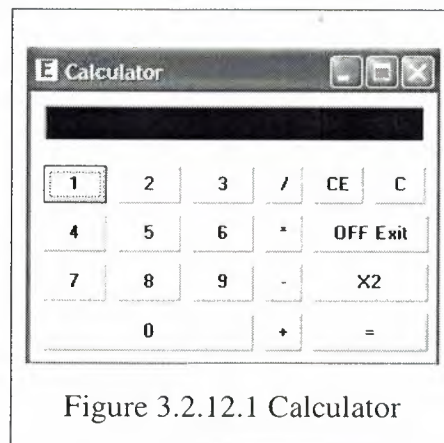 E Calculator
1 2 3 / CE C
4 5 6 * OFF Exit
7 8 9 - X2
0 + =
Figure 3.2.12.1 Calculator